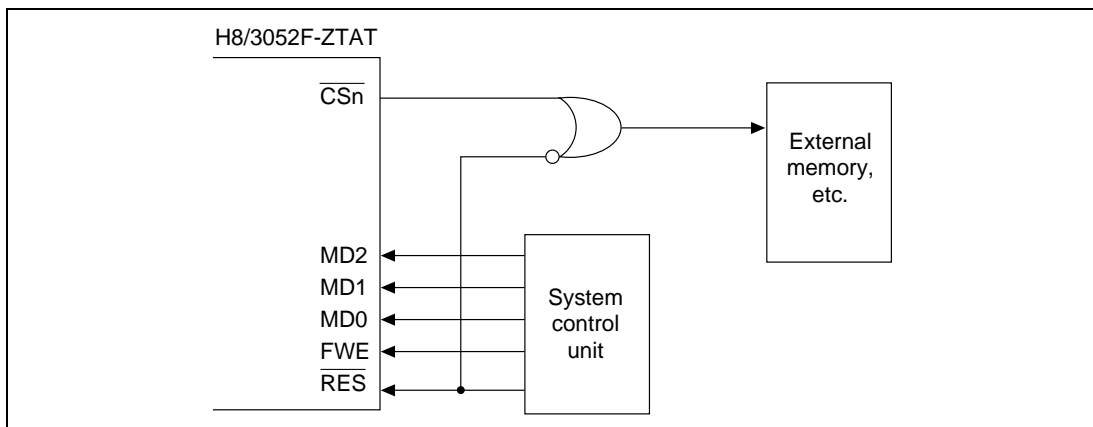 H8/3052F-ZTAT
CSn
External
memory,
etc.
MD2
MD1
MD0
FWE
RES
System
control
unit